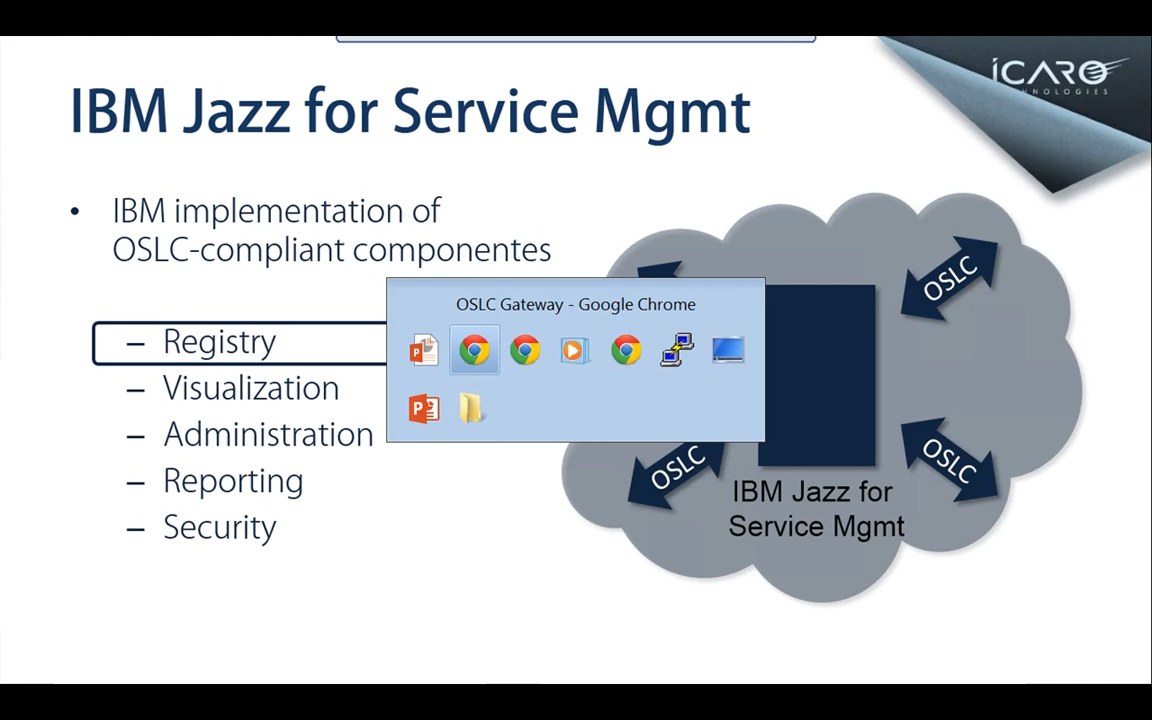 iCARO
IBM Jazz for Service Mgmt
• IBM implementation of
OSLC-compliant componentes
– Registry
– Visualization
– Administration
– Reporting
– Security
OSLC Gateway - Google Chrome
OSLC
OSLC
OSLC
IBM Jazz for
Service Mgmt